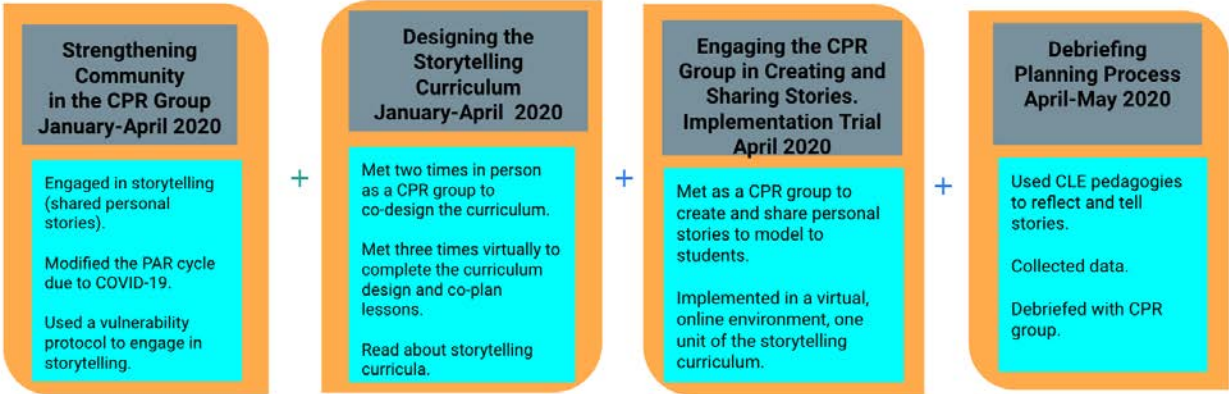 Strengthening
Community
in the CPR Group
January-April 2020
Engaged in storytelling
(shared personal
stories).
Modified the PAR cycle
due to COVID-19.
Used a vulnerability
protocol to engage in
storytelling.
+
Designing the
Storytelling
Curriculum
January-April 2020
Met two times in person
as a CPR group to
co-design the curriculum.
Met three times virtually to
complete the curriculum
design and co-plan
lessons.
Read about storytelling
curricula.
+
Engaging the CPR
Group in Creating and
Sharing Stories.
Implementation Trial
April 2020
Met as a CPR group to
create and share personal
stories to model to
students.
Implemented in a virtual,
online environment, one
unit of the storytelling
curriculum.
+
Debriefing
Planning Process
April-May 2020
Used CLE pedagogies
to reflect and tell
stories.
Collected data.
Debriefed with CPR
group.